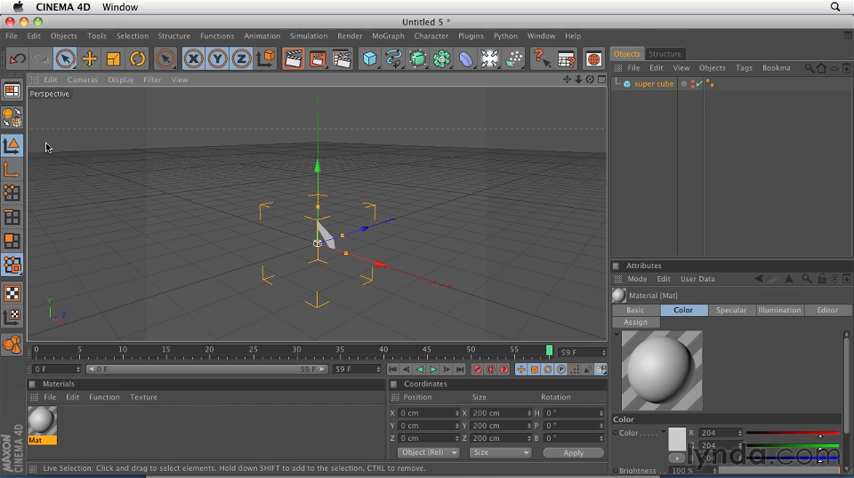 CINEMA 4D Window
Untitled 5 *
File Edit Objects Tools Selection Structure Functions Animation Simulation Render MoGraph Character Plugins Python Window Help
X Y Z
Edit Cameras Display Filter View
Perspective
Y
Z
Objects Structure
File Edit View Objects Tags Bookma
super cube
Attributes
Mode Edit User Data
Material [Mat]
Basic Color Specular Illumination Editor
Assign
Color
Color R 204
204
Brightness 100 %
0 5 10 15 20 25 30 35 40 45 50 55 59 F
0 F 0 F 59 F 59 F
Materials
File Edit Function Texture
Mat
Coordinates
Position Size Rotation
X 0 cm X 200 cm H 0 °
Y 0 cm Y 200 cm P 0 °
Z 0 cm Z 200 cm B 0 °
Object (Rel) Size Apply
MAXON
CINEMA 4D
Live Selection: Click and drag to select elements. Hold down SHIFT to add to the selection, CTRL to remove.
lynda.com